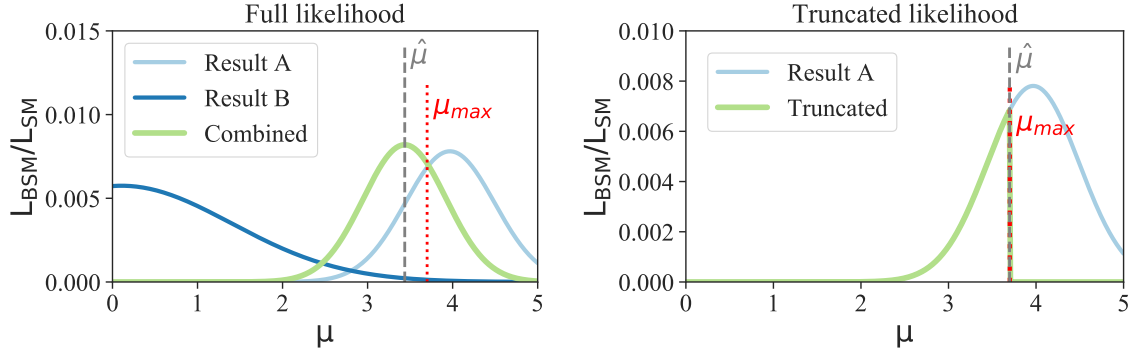 Full likelihood
0.015
0.010
0.005
0.000
L_BSM/L_SM
Result A
Result B
Combined
μ̂
μ_max
0 1 2 3 4 5
μ
Truncated likelihood
0.010
0.008
0.006
0.004
0.002
0.000
L_BSM/L_SM
Result A
Truncated
μ̂
μ_max
0 1 2 3 4 5
μ